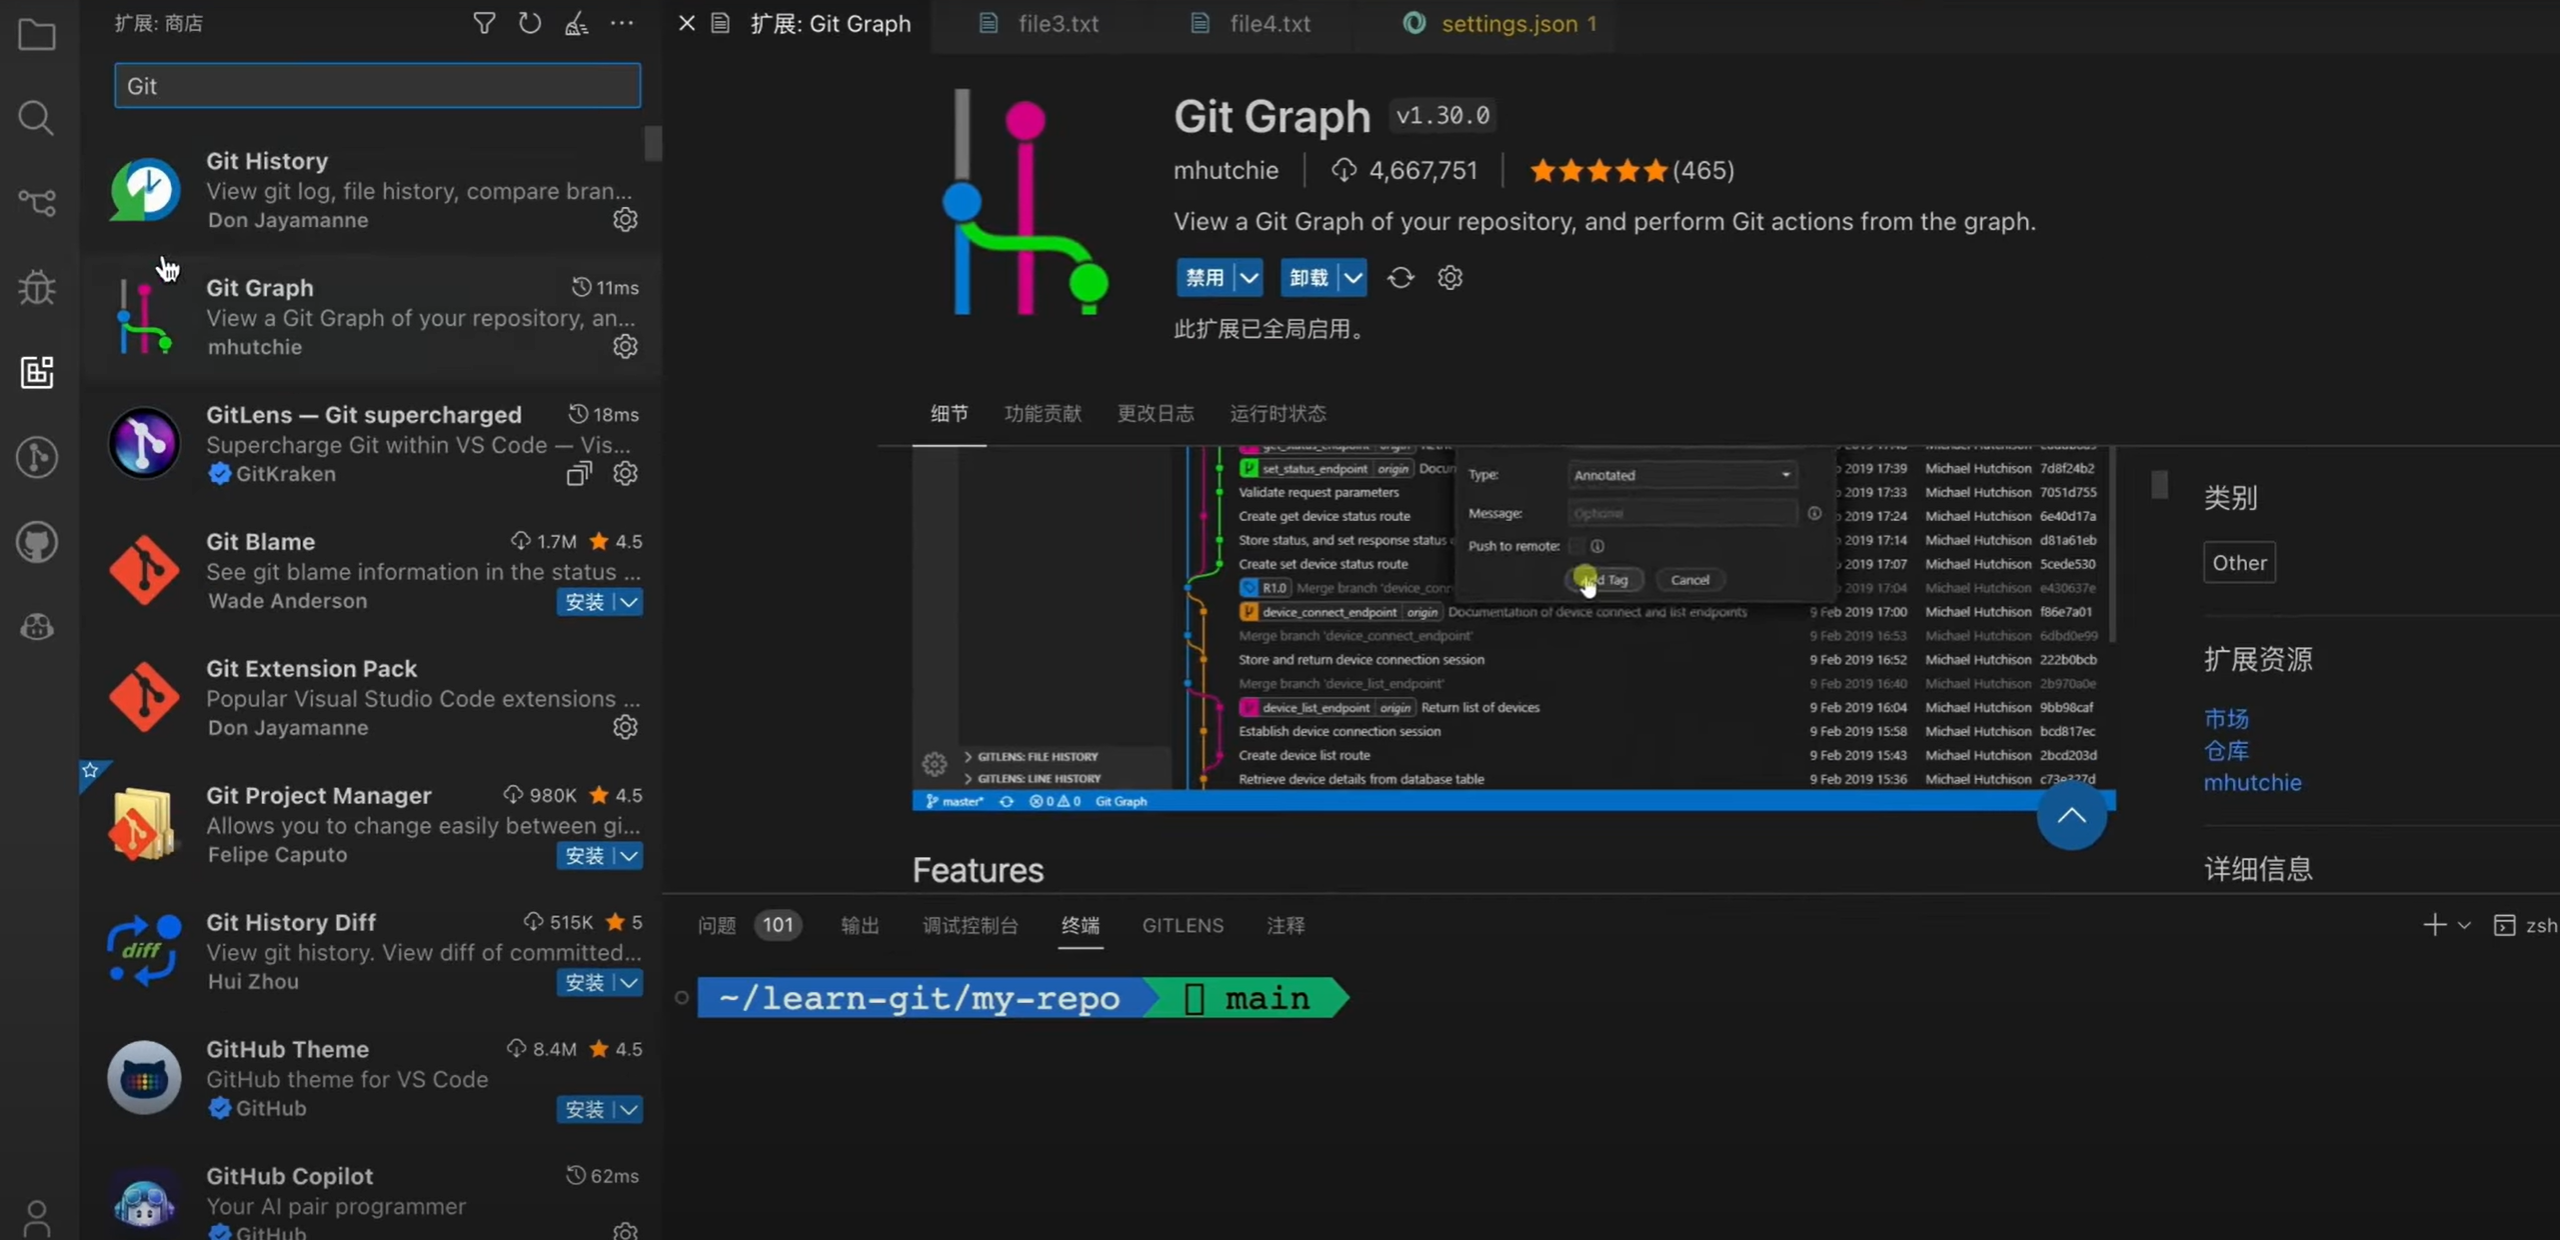 扩展: 商店
Git
Git History
View git log, file history, compare bran...
Don Jayamanne
Git Graph
11ms
View a Git Graph of your repository, an...
mhutchie
GitLens — Git supercharged
18ms
Supercharge Git within VS Code — Vis...
GitKraken
Git Blame
1.7M
4.5
See git blame information in the status ...
Wade Anderson
安装
Git Extension Pack
Popular Visual Studio Code extensions ...
Don Jayamanne
Git Project Manager
980K
4.5
Allows you to change easily between gi...
Felipe Caputo
安装
Git History Diff
515K
5
View git history. View diff of committed...
Hui Zhou
安装
GitHub Theme
8.4M
4.5
GitHub theme for VS Code
GitHub
安装
GitHub Copilot
62ms
Your AI pair programmer
GitHub
扩展: Git Graph
file3.txt
file4.txt
settings.json 1
Git Graph
v1.30.0
mhutchie
4,667,751
(465)
View a Git Graph of your repository, and perform Git actions from the graph.
禁用
卸载
此扩展已全局启用。
细节
功能贡献
更改日志
运行时状态
set_status_endpoint origin Docun
2019 17:39 Michael Hutchison 7d8f24b2
Validate request parameters
2019 17:33 Michael Hutchison 7051d755
Create get device status route
2019 17:24 Michael Hutchison 6e40d17a
Store status, and set response status
2019 17:14 Michael Hutchison d81a61eb
Create set device status route
2019 17:07 Michael Hutchison 5cede530
R1.0 Merge branch 'device_conr
2019 17:04 Michael Hutchison e430637e
device_connect_endpoint origin Documentation of device connect and list endpoints
9 Feb 2019 17:00 Michael Hutchison f86e7a01
Merge branch 'device_connect_endpoint'
9 Feb 2019 16:53 Michael Hutchison 6dbd0e99
Store and return device connection session
9 Feb 2019 16:52 Michael Hutchison 222b0bcb
Merge branch 'device_list_endpoint'
9 Feb 2019 16:40 Michael Hutchison 2b970a0e
device_list_endpoint origin Return list of devices
9 Feb 2019 16:04 Michael Hutchison 9bb98caf
Establish device connection session
9 Feb 2019 15:58 Michael Hutchison bcd817ec
Create device list route
9 Feb 2019 15:43 Michael Hutchison 2bcd203d
Retrieve device details from database table
9 Feb 2019 15:36 Michael Hutchison
Type:
Annotated
Message:
Optional
Push to remote:
Tag
Cancel
GITLENS: FILE HISTORY
GITLENS: LINE HISTORY
master*
0
0
Git Graph
Features
类别
Other
扩展资源
市场
仓库
mhutchie
详细信息
问题
101
输出
调试控制台
终端
GITLENS
注释
zsh
~/learn-git/my-repo
main